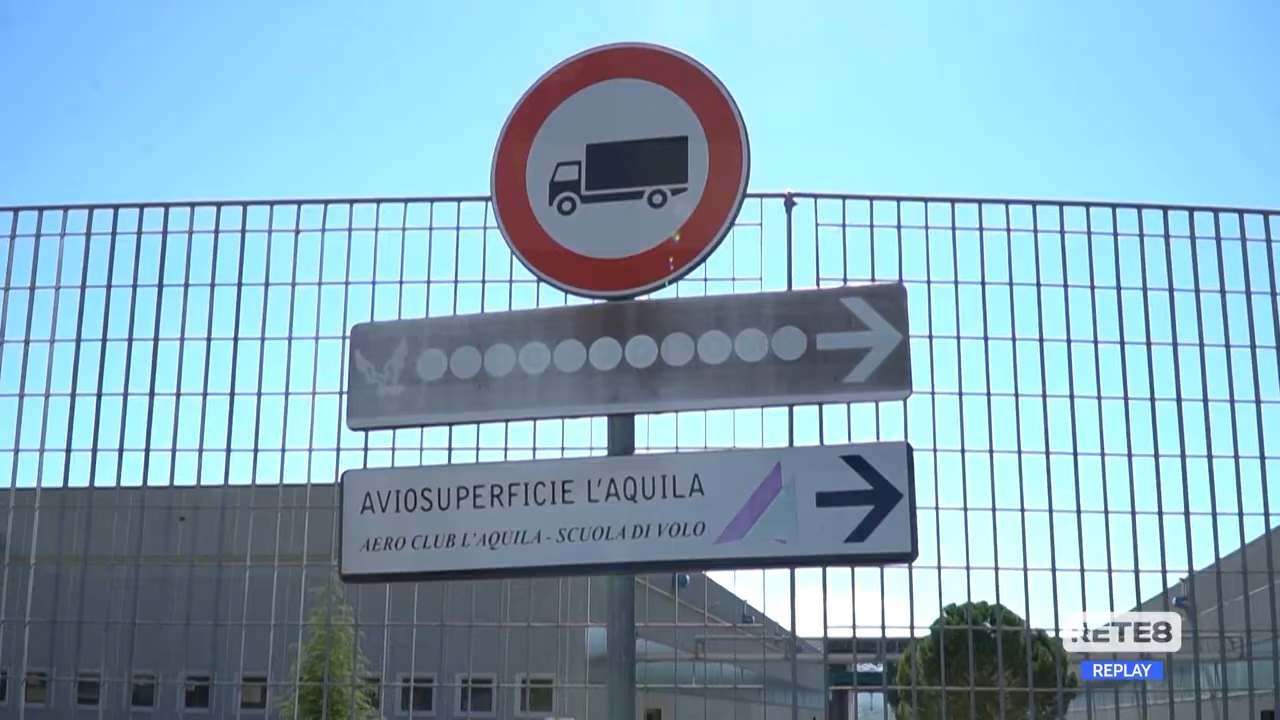 AVIOSUPERFICIE L'AQUILA
AERO CLUB L'AQUILA - SCUOLA DI VOLO
RETE8
REPLAY